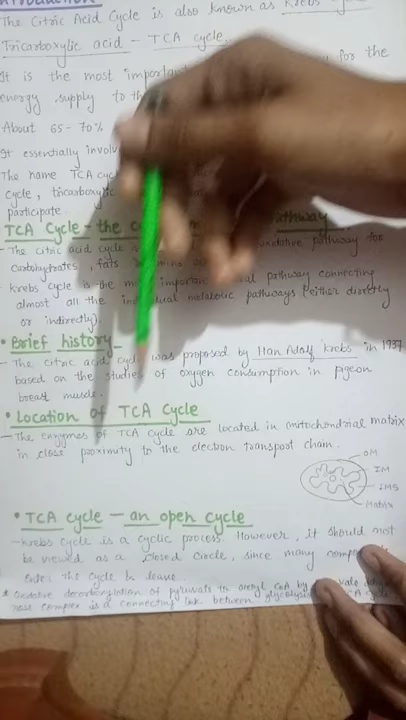 Introduction
The Citric Acid Cycle is also known as Krebs
Tricarboxylic acid - TCA cycle.
It is the most important for the
energy supply to the
About 65-70%
It essentially
The name TCA
cycle,
participate.
TCA Cycle - the pathway
- The citric acid cycle oxidative pathway for
Carbohydrates, fats
- Krebs cycle is the most important pathway connecting
almost all the individual metabolic pathways (either directly
or indirectly).
• Brief history -
- The citric acid cycle was proposed by Han Adolf Krebs in 1937
based on the studies of oxygen consumption in pigeon
breast muscle.
• Location of TCA Cycle
- The enzymes of TCA cycle are located in mitochondrial matrix
in close proximity to the electron transport chain.
OM
IM
IMS
Matrix
• TCA cycle - an open cycle
- Krebs cycle is a cyclic process. However, it should not
be viewed as a closed circle, since many
enter the cycle & leave
* Oxidative decarboxylation of pyruvate to acetyl CoA by
complex is a connecting link between glycolysis